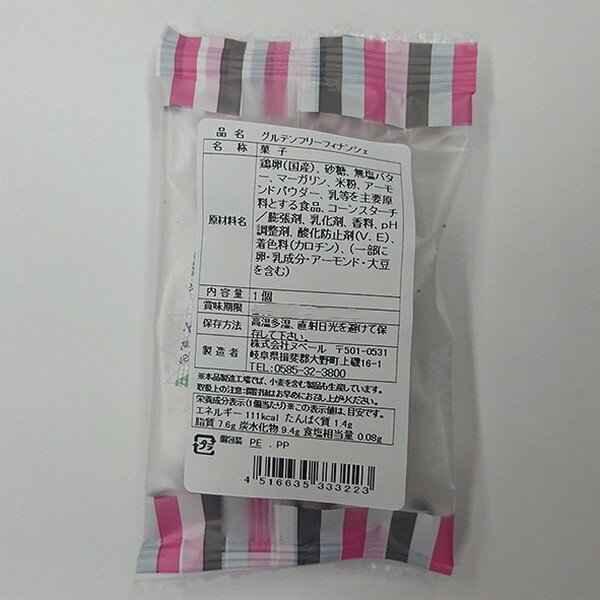 品名 グルテンフリーフィナンシェ
名称 菓子
原材料名 鶏卵(国産)、砂糖、無塩バタ
ー、マーガリン、米粉、アーモ
ンドパウダー、乳等を主要原
料とする食品、コーンスターチ
／膨張剤、乳化剤、香料、pH
調整剤、酸化防止剤(V.E)、
着色料(カロチン)、(一部に
卵・乳成分・アーモンド・大豆
を含む)
内容量 1個
賞味期限
保存方法 高温多湿、直射日光を避けて保
存して下さい。
製造者 株式会社ヌベール 〒501-0531
岐阜県揖斐郡大野町上磯16-1
TEL:0585-32-3800
※本品製造工場では、小麦を含む製品も生産しています。
取扱上の注意:開封後はお早めにお召し上がりください。
栄養成分表示(1個当たり)※この表示値は、目安です。
エネルギー 111kcal たんぱく質 1.4g
脂質 7.6g 炭水化物 9.4g 食塩相当量 0.08g
プラ 個包装 PE、PP
4 516635 333223